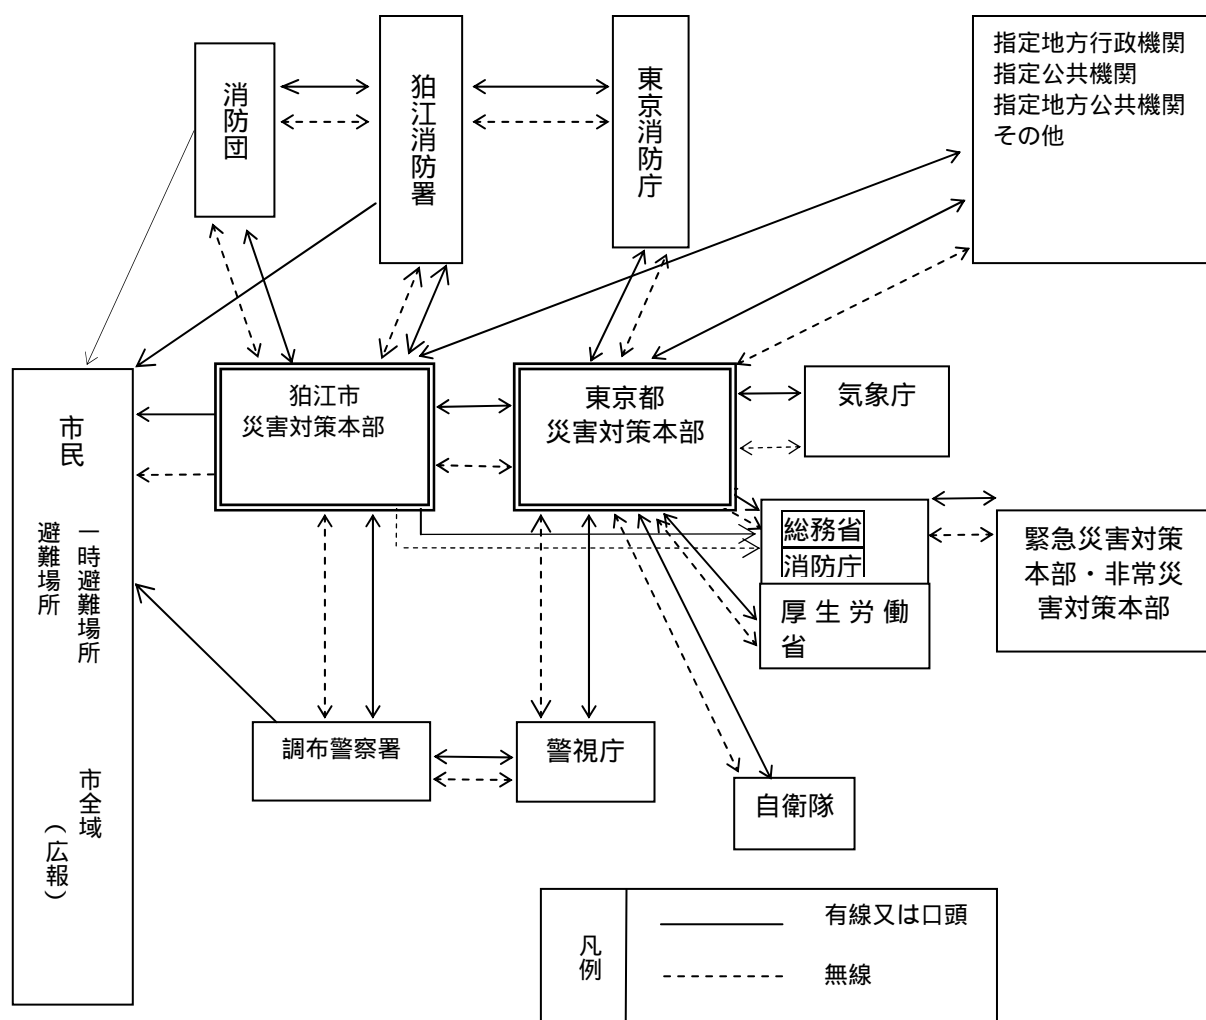 消防団
狛江消防署
東京消防庁
指定地方行政機関
指定公共機関
指定地方公共機関
その他
市民
一時避難場所
避難場所
市全域
（広報）
狛江市
災害対策本部
東京都
災害対策本部
気象庁
総務省
消防庁
厚生労働
省
緊急災害対策
本部・非常災
害対策本部
調布警察署
警視庁
自衛隊
凡例
有線又は口頭
無線